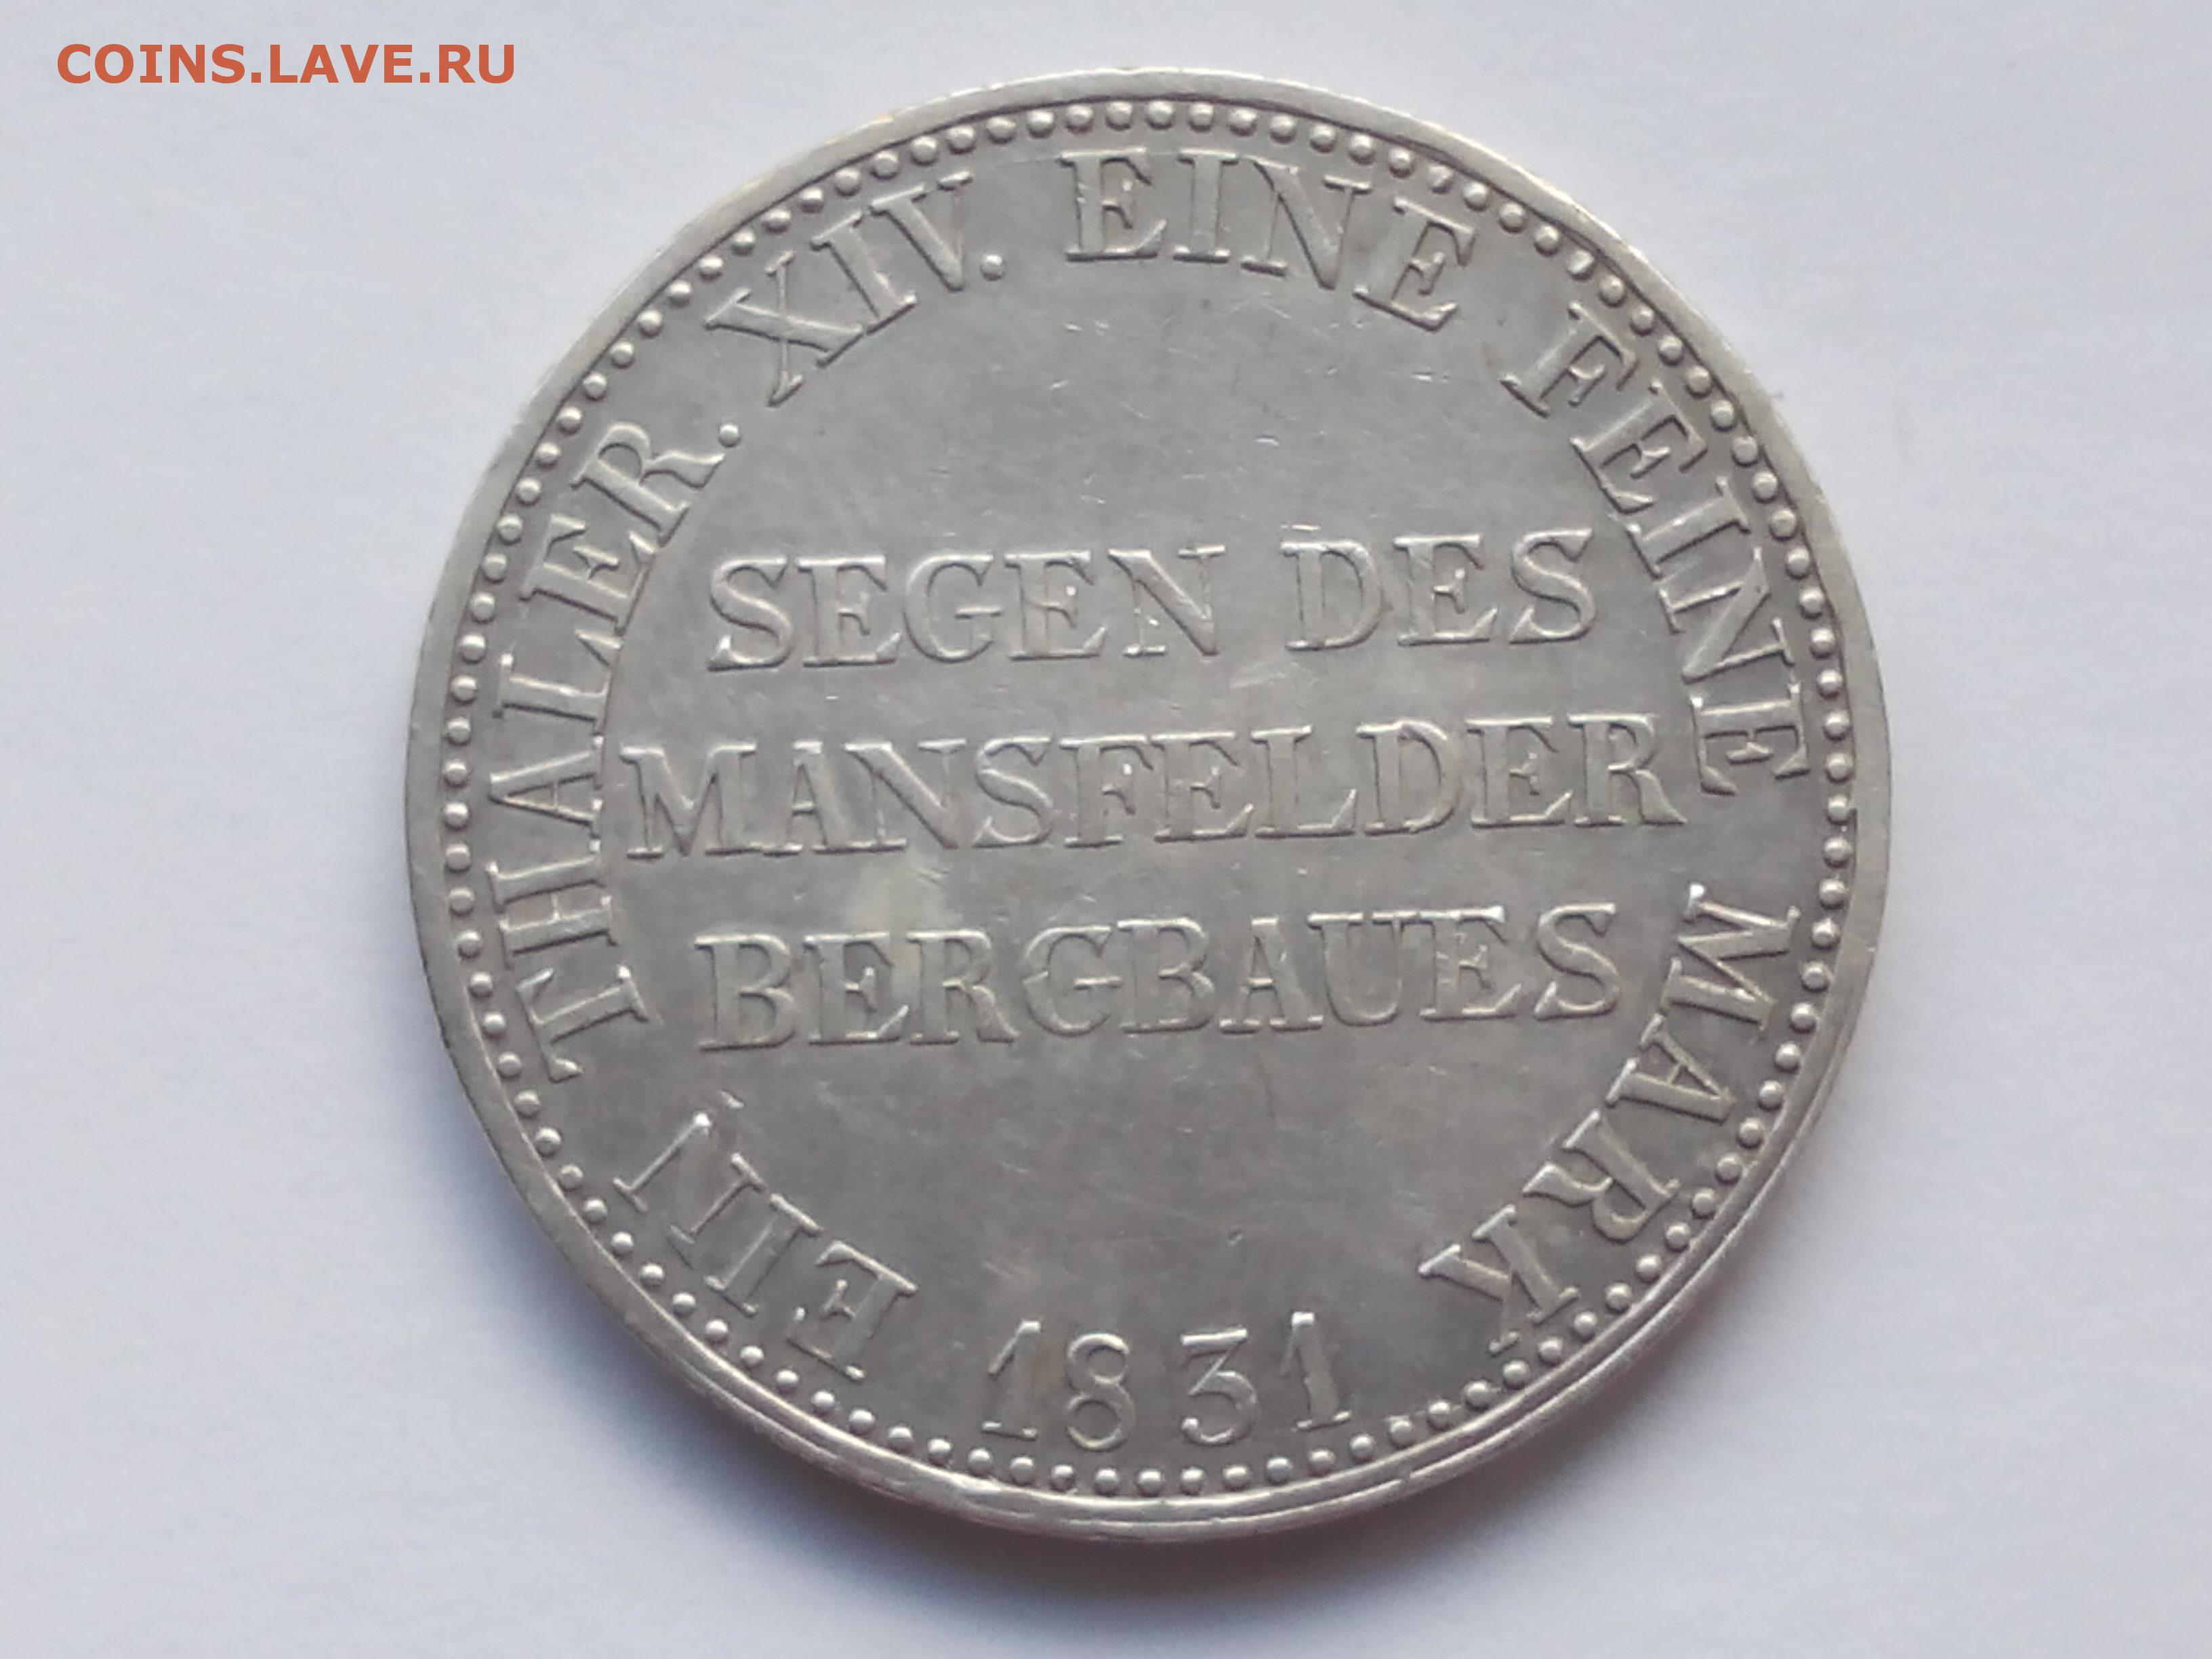 COINS.LAVE.RU
EIN THALER. XIV. EINE FEINE MARK
SEGEN DES
MANSFELDER
BERGBAUES
1831